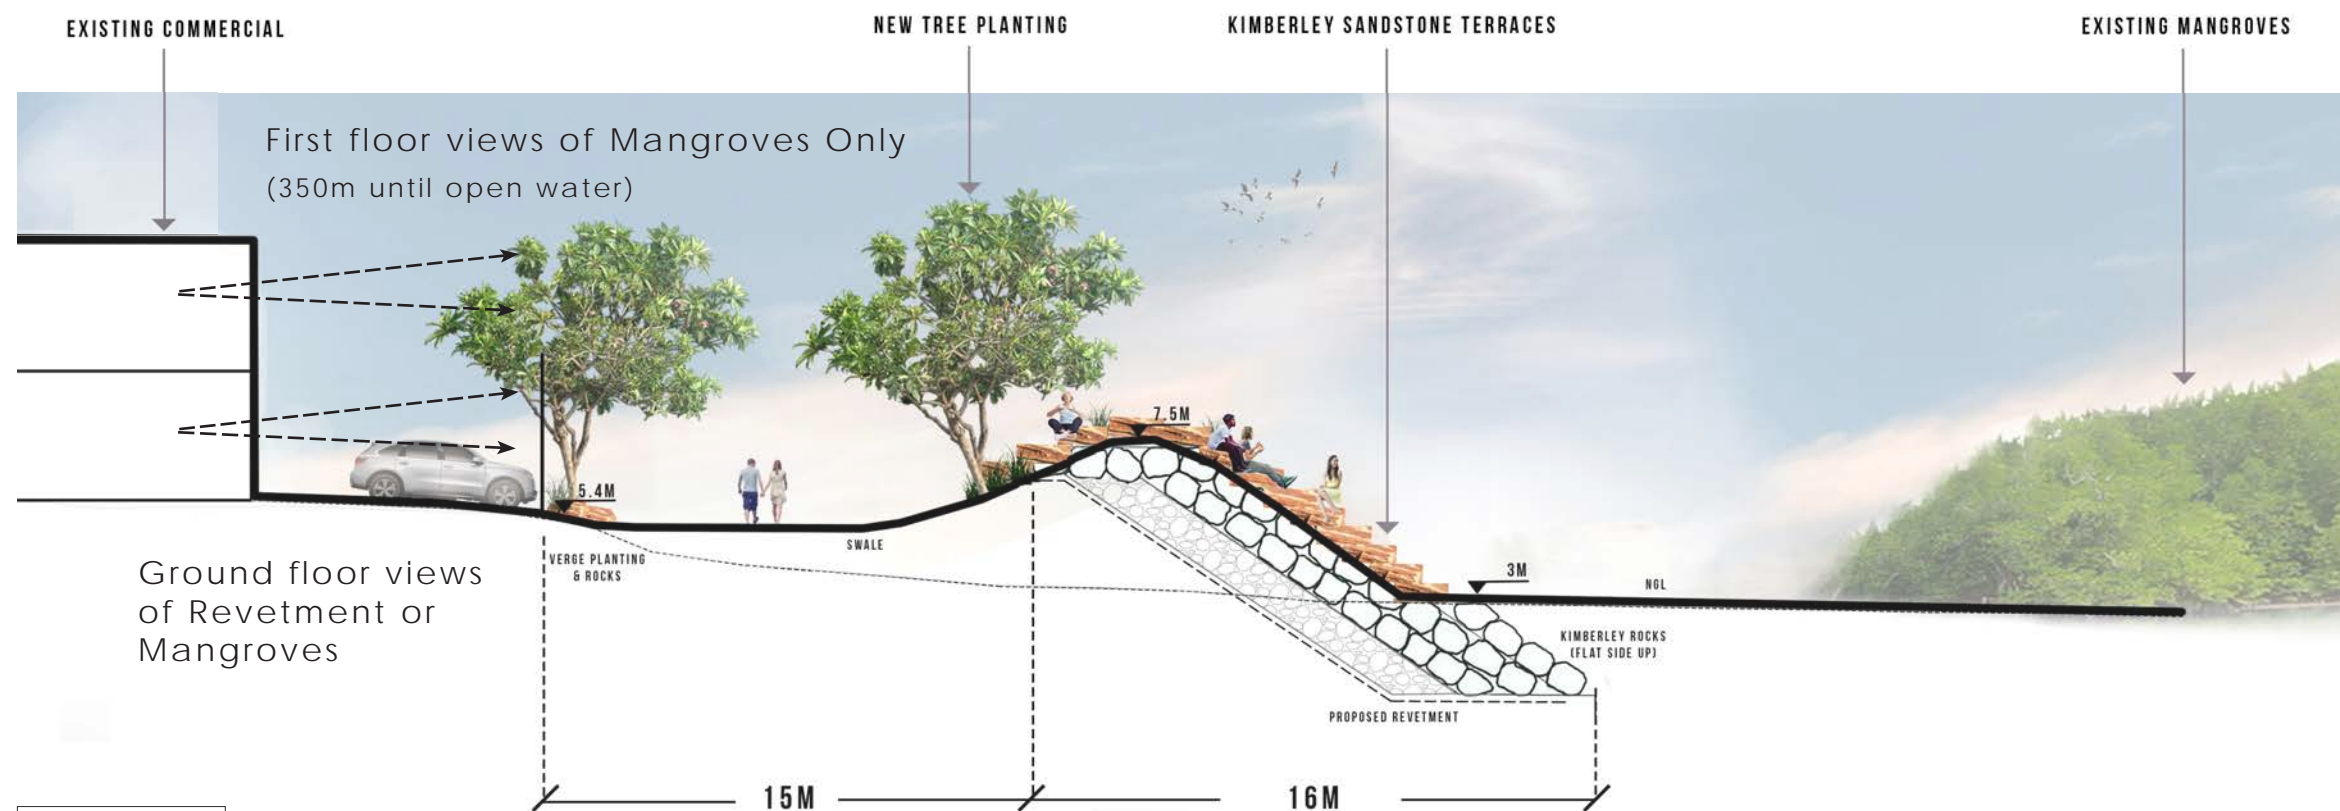 EXISTING COMMERCIAL
NEW TREE PLANTING
KIMBERLEY SANDSTONE TERRACES
EXISTING MANGROVES
First floor views of Mangroves Only
(350m until open water)
7.5M
5.4M
SWALE
VERGE PLANTING
& ROCKS
3M
NGL
Ground floor views
of Revetment or
Mangroves
KIMBERLEY ROCKS
(FLAT SIDE UP)
PROPOSED REVETMENT
15M
16M